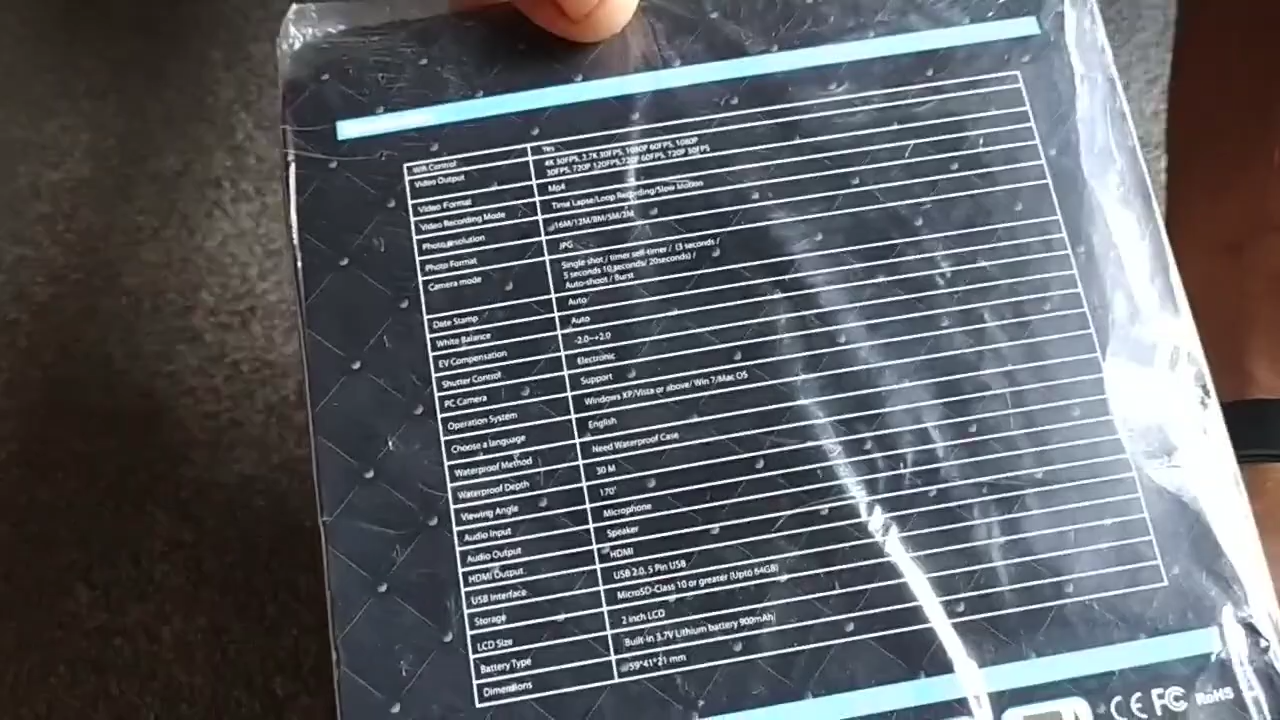 Wifi Control Yes
Video Output 4K 30FPS, 2.7K 30FPS, 1080P 60FPS, 1080P
30FPS, 720P 120FPS,720P 60FPS, 720P 30FPS
Video Format Mp4
Video Recording Mode Time Lapse/Loop Recording/Slow Motion
Photo resolution 16M/12M/8M/5M/2M
Photo Format JPG
Camera mode Single shot / timer self-timer / (3 seconds /
5 seconds 10 seconds/ 20seconds) /
Auto-shoot / Burst
Date Stamp Auto
White Balance Auto
EV Compensation -2.0~+2.0
Shutter Control Electronic
PC Camera Support
Operation System Windows XP/Vista or above/ Win 7/Mac OS
Choose a language English
Waterproof Method Need Waterproof Case
Waterproof Depth 30 M
Viewing Angle 170°
Audio Input Microphone
Audio Output Speaker
HDMI Output HDMI
USB Interface USB 2.0, 5 Pin USB
Storage MicroSD-Class 10 or greater (Upto 64GB)
LCD Size 2 inch LCD
Battery Type Built-in 3.7V Lithium battery 900mAh
Dimensions 59*41*21 mm
CE FC RoHS